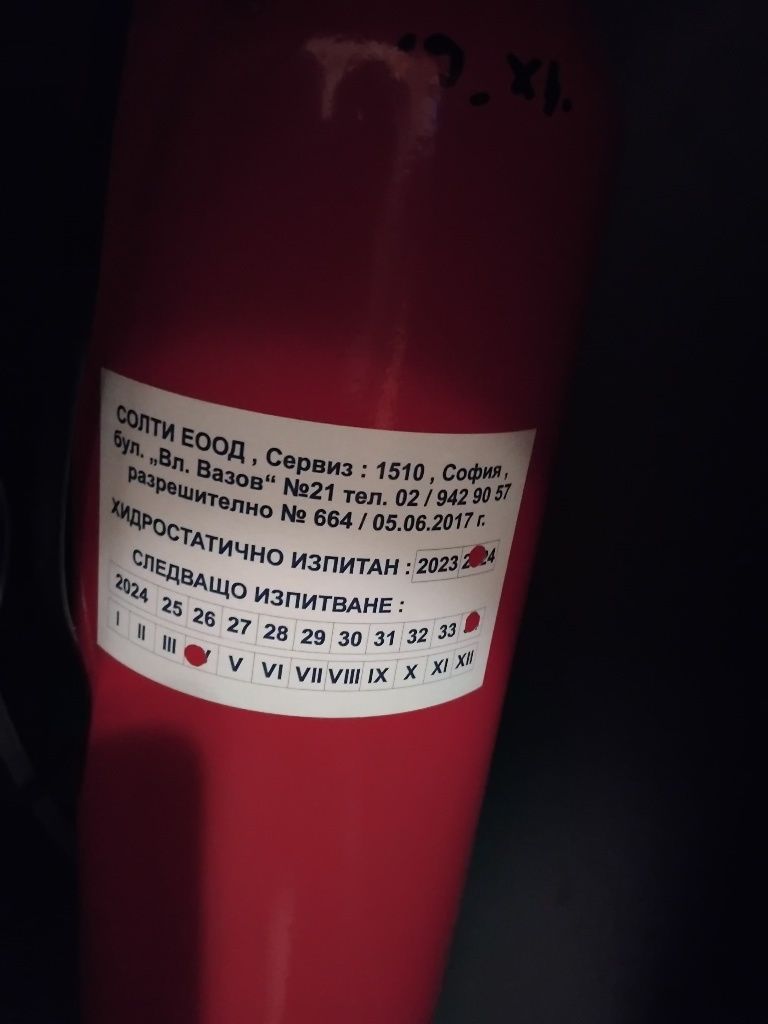 СОЛТИ ЕООД , Сервиз : 1510 , София ,
бул. „Вл. Вазов“ №21 тел. 02 / 942 90 57
разрешително № 664 / 05.06.2017 г.
ХИДРОСТАТИЧНО ИЗПИТАН : 2023
СЛЕДВАЩО ИЗПИТВАНЕ :
2024 25 26 27 28 29 30 31 32 33
I II III V VI VII VIII IX X XI XII